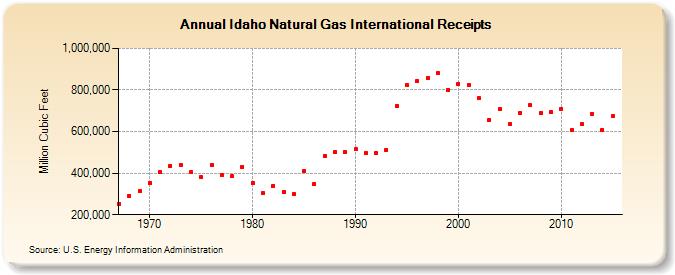 Annual Idaho Natural Gas International Receipts
Million Cubic Feet
1,000,000
800,000
600,000
400,000
200,000
1970 1980 1990 2000 2010
Source: U.S. Energy Information Administration